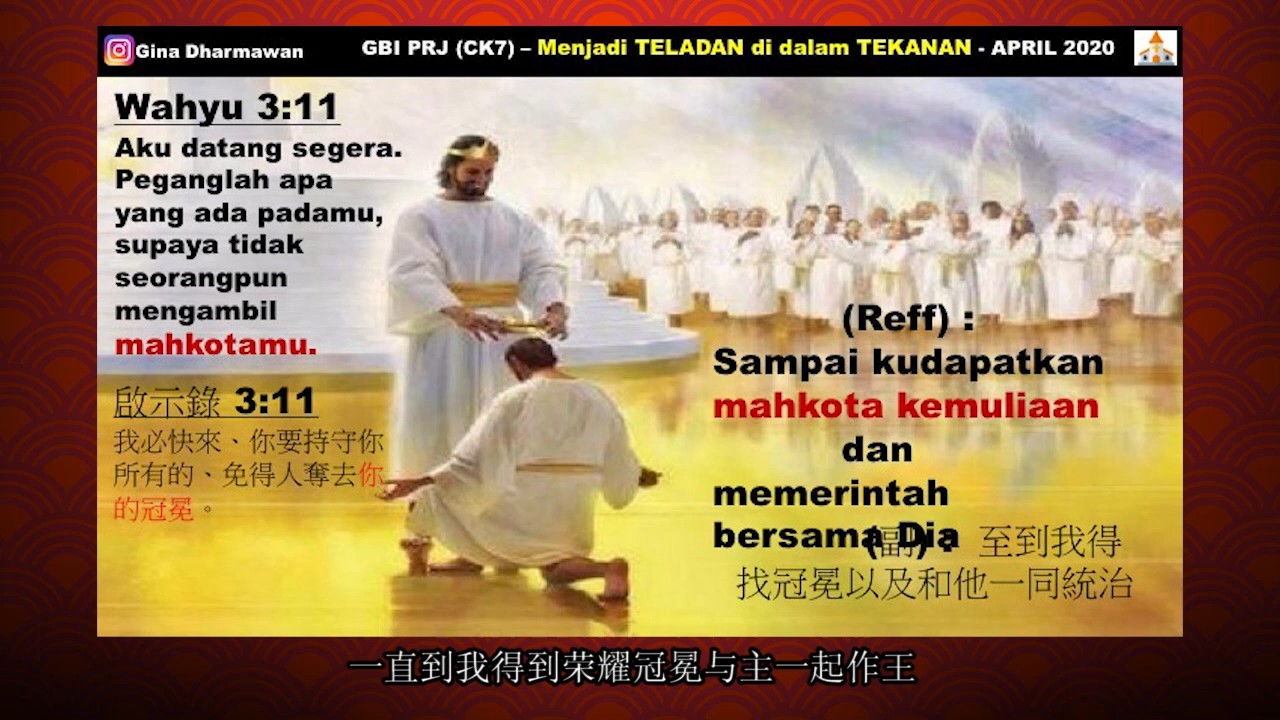 Gina Dharmawan
GBI PRJ (CK7) – Menjadi TELADAN di dalam TEKANAN - APRIL 2020
Wahyu 3:11
Aku datang segera.
Peganglah apa
yang ada padamu,
supaya tidak
seorangpun
mengambil
mahkotamu.
啟示錄 3:11
我必快來、你要持守你
所有的、免得人奪去你
的冠冕。
(Reff) :
Sampai kudapatkan
mahkota kemuliaan
dan
memerintah
bersama Dia
(副) : 至到我得
找冠冕以及和他一同統治
一直到我得到荣耀冠冕与主一起作王